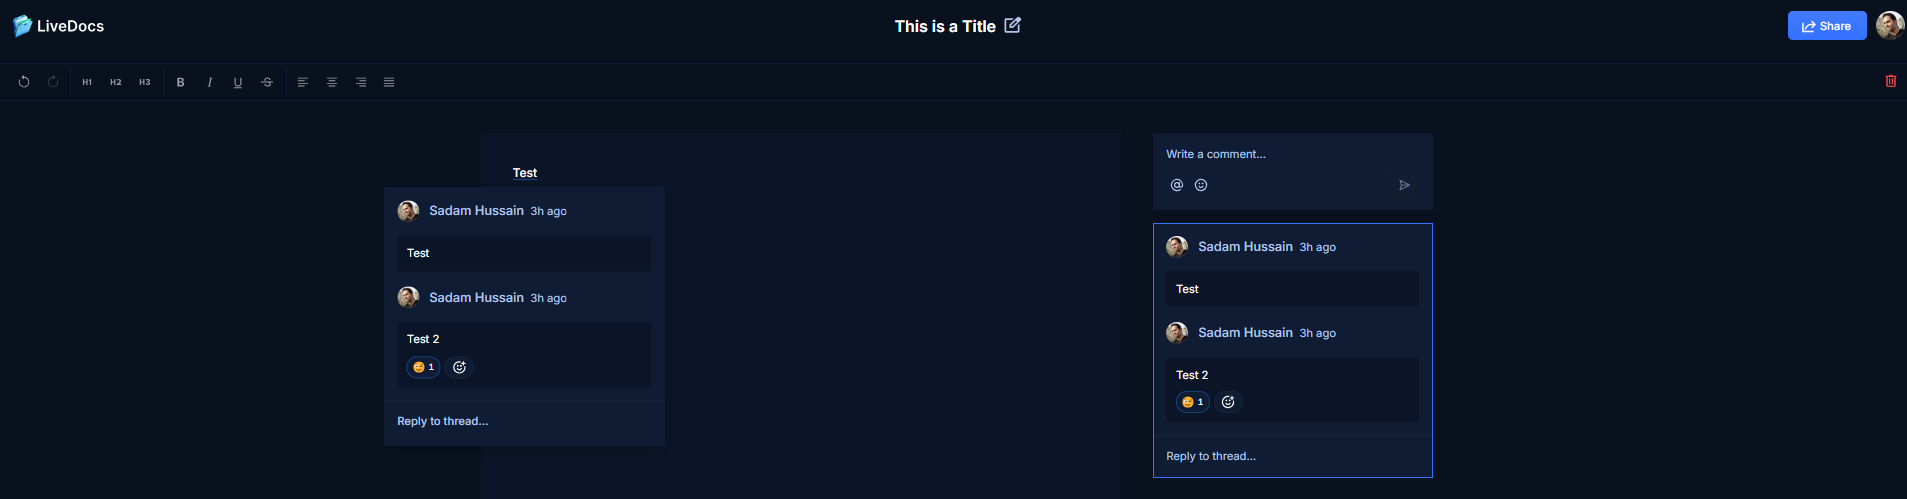 LiveDocs
This is a Title
Share
H1 H2 H3 B I U S
Test
Sadam Hussain 3h ago
Test
Sadam Hussain 3h ago
Test 2
1
Reply to thread...
Write a comment...
@
Sadam Hussain 3h ago
Test
Sadam Hussain 3h ago
Test 2
1
Reply to thread...